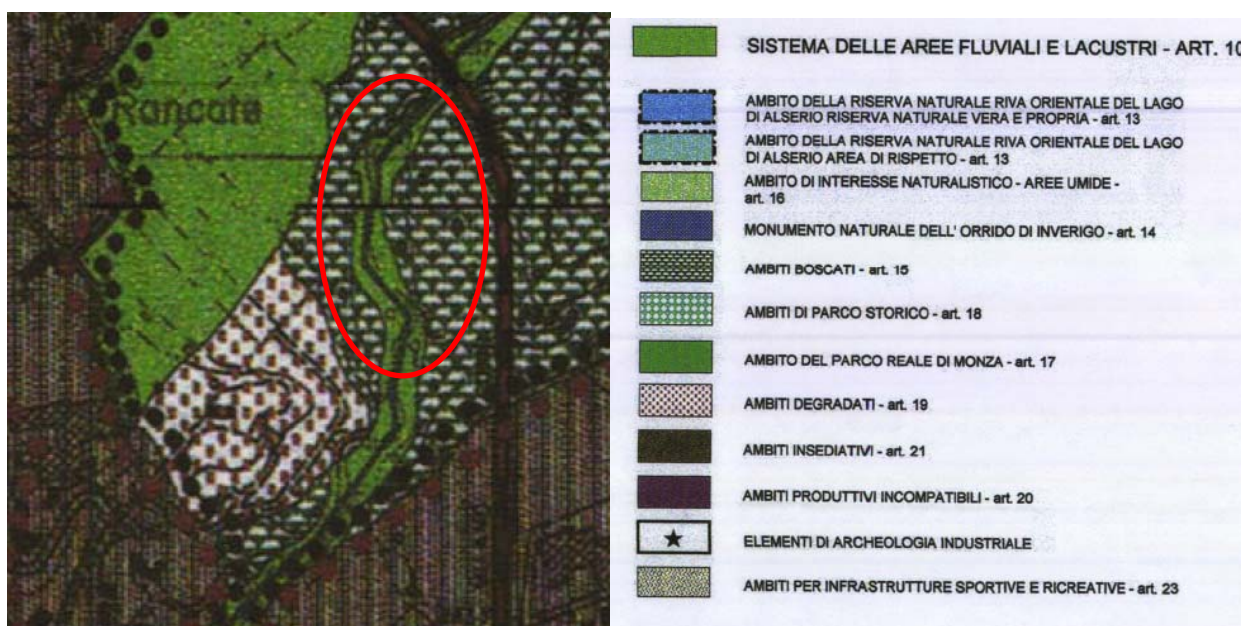 Rancate
SISTEMA DELLE AREE FLUVIALI E LACUSTRI - ART. 10
AMBITO DELLA RISERVA NATURALE RIVA ORIENTALE DEL LAGO
DI ALSERIO RISERVA NATURALE VERA E PROPRIA - art. 13
AMBITO DELLA RISERVA NATURALE RIVA ORIENTALE DEL LAGO
DI ALSERIO AREA DI RISPETTO - art. 13
AMBITO DI INTERESSE NATURALISTICO - AREE UMIDE -
art. 16
MONUMENTO NATURALE DELL' ORRIDO DI INVERIGO - art. 14
AMBITI BOSCATI - art. 15
AMBITI DI PARCO STORICO - art. 18
AMBITO DEL PARCO REALE DI MONZA - art. 17
AMBITI DEGRADATI - art. 19
AMBITI INSEDIATIVI - art. 21
AMBITI PRODUTTIVI INCOMPATIBILI - art. 20
ELEMENTI DI ARCHEOLOGIA INDUSTRIALE
AMBITI PER INFRASTRUTTURE SPORTIVE E RICREATIVE - art. 23